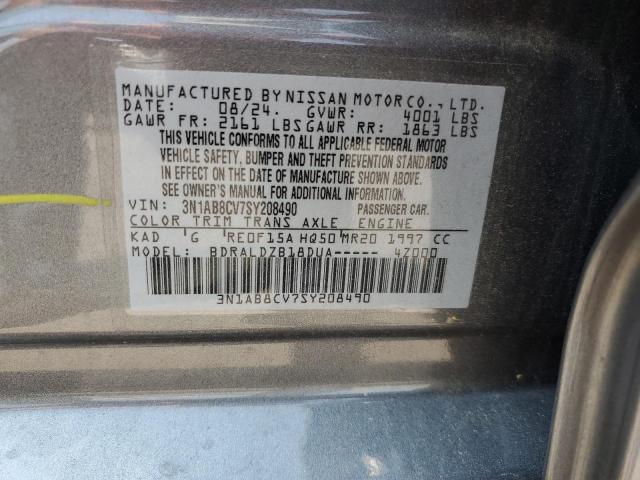 MANUFACTURED BY NISSAN MOTOR CO., LTD.
DATE: 08/24. GVWR: 4001 LBS
GAWR FR: 2161 LBS GAWR RR: 1863 LBS
THIS VEHICLE CONFORMS TO ALL APPLICABLE FEDERAL MOTOR
VEHICLE SAFETY, BUMPER AND THEFT PREVENTION STANDARDS
IN EFFECT ON THE DATE OF MANUFACTURE SHOWN ABOVE.
SEE OWNER'S MANUAL FOR ADDITIONAL INFORMATION.
VIN: 3N1AB8CV7SY208490 PASSENGER CAR.
COLOR TRIM TRANS AXLE ENGINE
KAD G RE0F15A HQ50 MR20 1997 CC
MODEL: BDRALDZB18DUA----- 4Z000
3N1AB8CV7SY208490